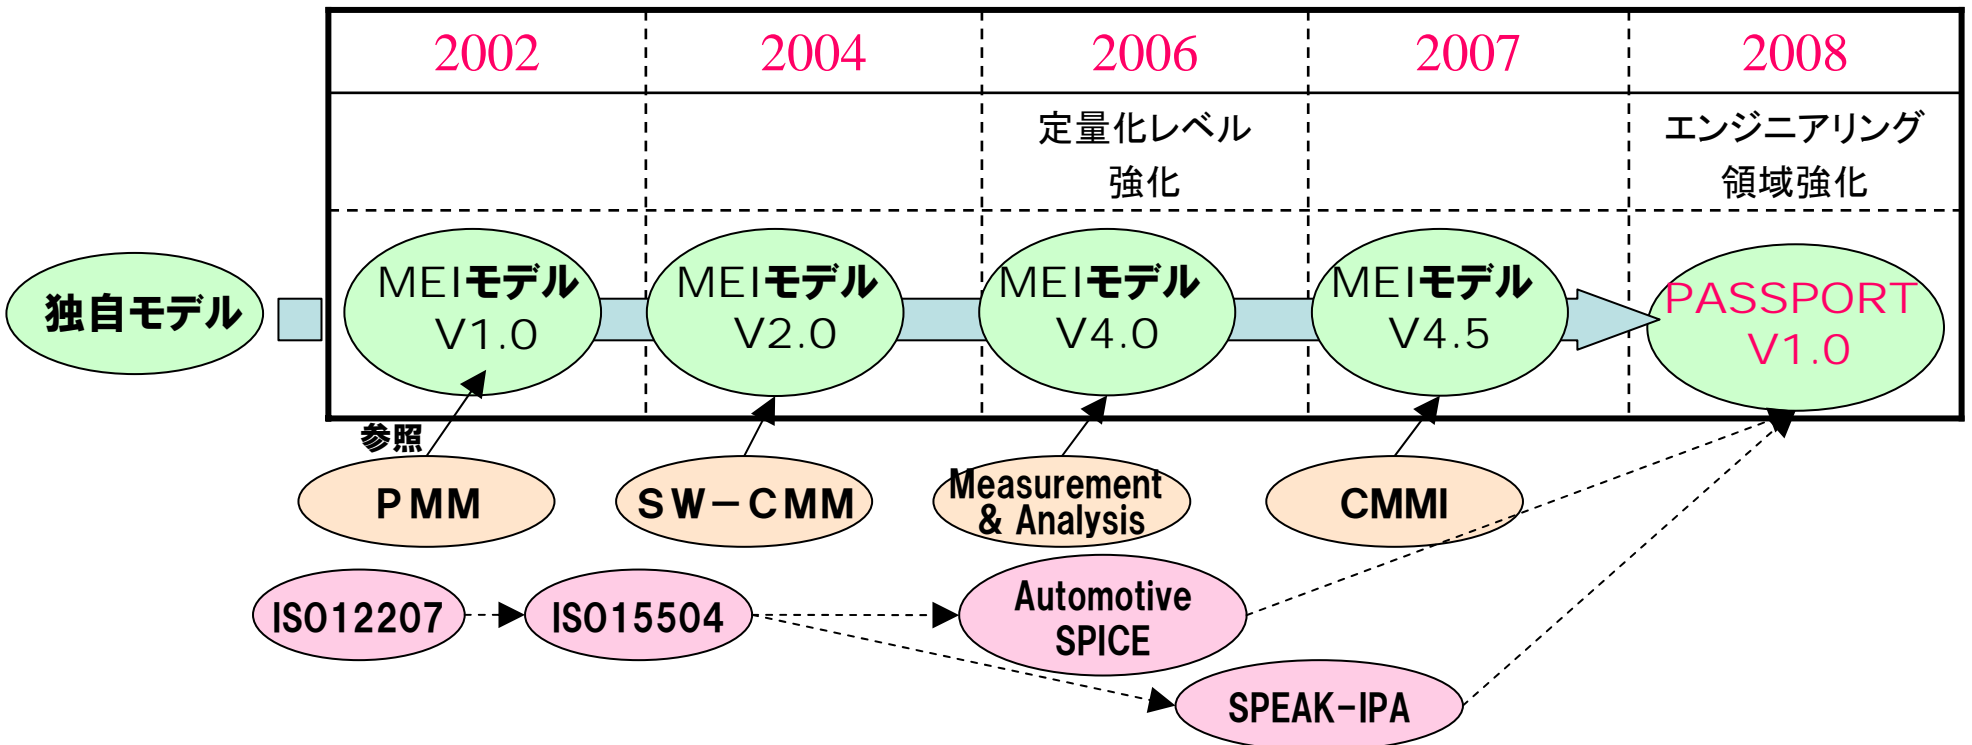 2002
2004
2006
2007
2008
定量化レベル
強化
エンジニアリング
領域強化
独自モデル
MEIモデル
V1.0
MEIモデル
V2.0
MEIモデル
V4.0
MEIモデル
V4.5
PASSPORT
V1.0
参照
PMM
SW-CMM
Measurement
& Analysis
CMMI
ISO12207
ISO15504
Automotive
SPICE
SPEAK-IPA